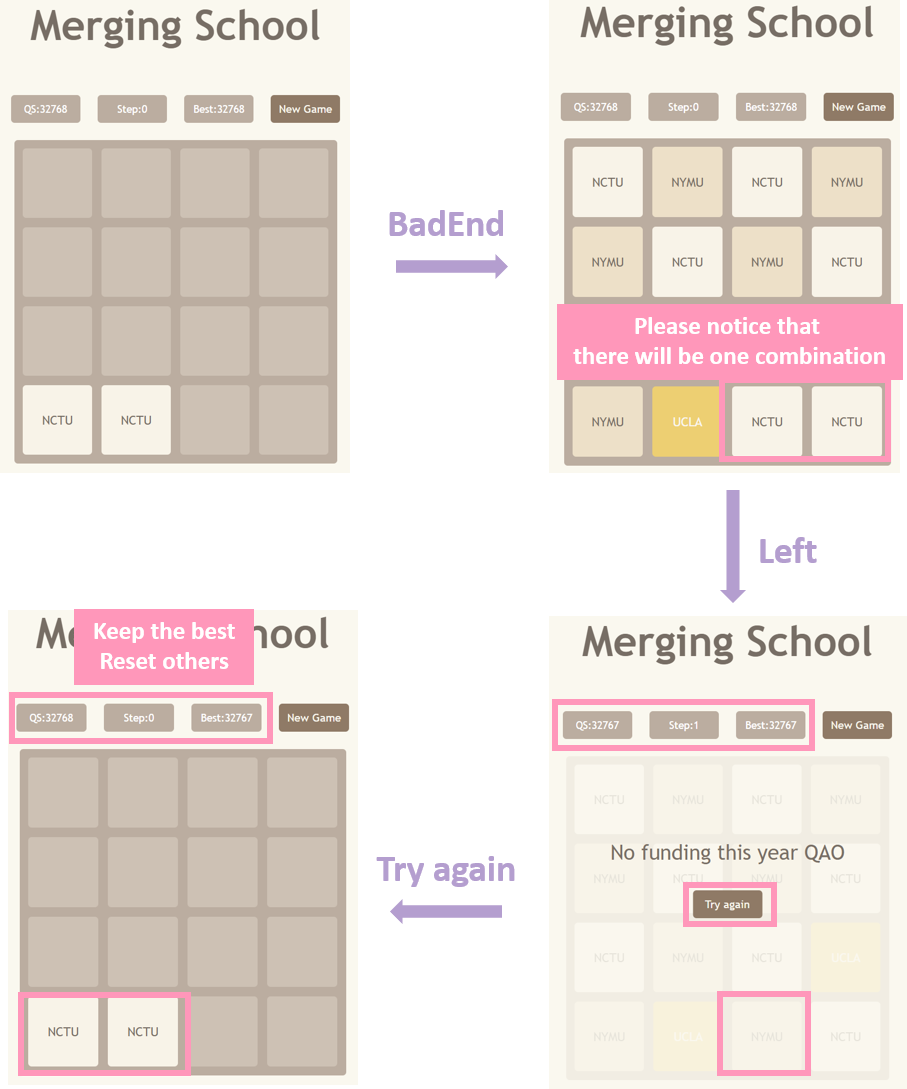 Merging School
QS:32768 Step:0 Best:32768 New Game
NCTU NCTU
BadEnd
Merging School
QS:32768 Step:0 Best:32768 New Game
NCTU NYMU NCTU NYMU
NYMU NCTU NYMU NCTU
Please notice that
there will be one combination
NYMU UCLA NCTU NCTU
Left
Merging School
QS:32767 Step:1 Best:32767 New Game
NCTU NYMU NCTU NYMU
No funding this year QAO
NYMU NCTU NYMU NCTU
Try again
NCTU NYMU NCTU UCLA
NYMU UCLA NYMU NCTU
Try again
Me hool
Keep the best
Reset others
QS:32768 Step:0 Best:32767 New Game
NCTU NCTU